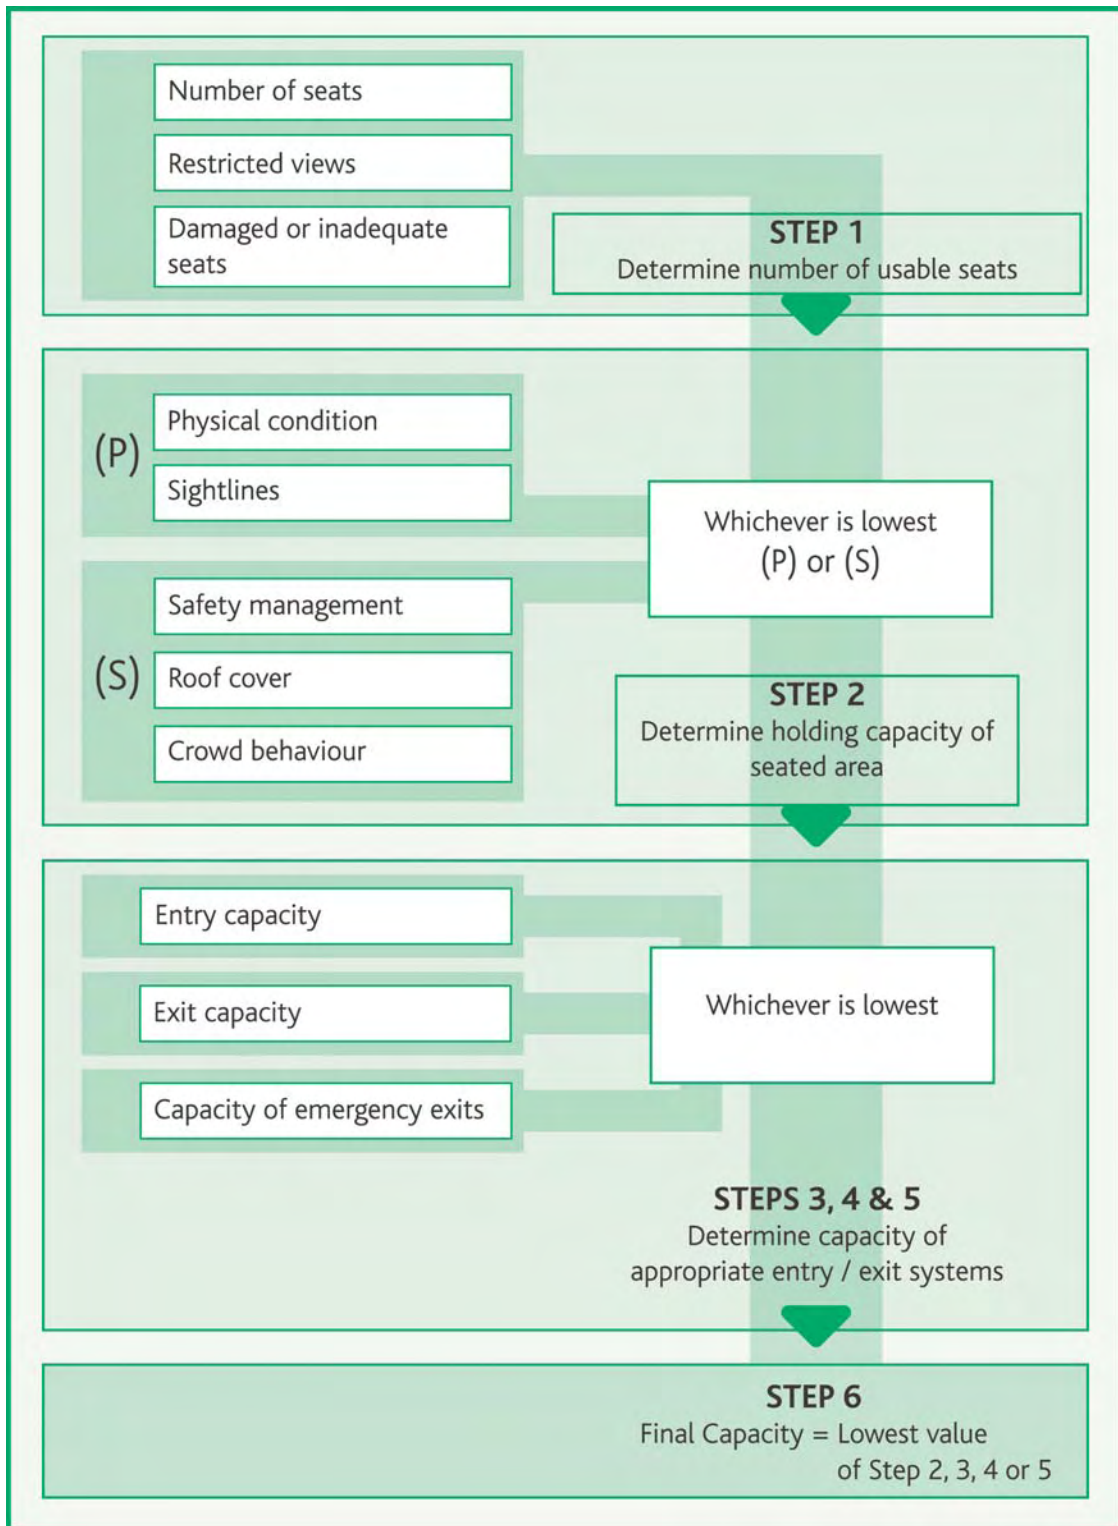 Number of seats
Restricted views
Damaged or inadequate
seats
STEP 1
Determine number of usable seats
(P)
Physical condition
Sightlines
Whichever is lowest
(P) or (S)
(S)
Safety management
Roof cover
Crowd behaviour
STEP 2
Determine holding capacity of
seated area
Entry capacity
Exit capacity
Capacity of emergency exits
Whichever is lowest
STEPS 3, 4 & 5
Determine capacity of
appropriate entry / exit systems
STEP 6
Final Capacity = Lowest value
of Step 2, 3, 4 or 5